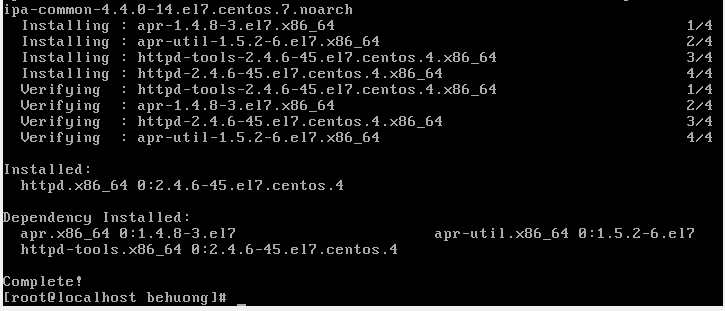 ipa-common-4.4.0-14.el7.centos.7.noarch
  Installing : apr-1.4.8-3.el7.x86_64                                      1/4
  Installing : apr-util-1.5.2-6.el7.x86_64                                 2/4
  Installing : httpd-tools-2.4.6-45.el7.centos.4.x86_64                    3/4
  Installing : httpd-2.4.6-45.el7.centos.4.x86_64                          4/4
  Verifying  : httpd-tools-2.4.6-45.el7.centos.4.x86_64                    1/4
  Verifying  : apr-1.4.8-3.el7.x86_64                                      2/4
  Verifying  : httpd-2.4.6-45.el7.centos.4.x86_64                          3/4
  Verifying  : apr-util-1.5.2-6.el7.x86_64                                 4/4

Installed:
  httpd.x86_64 0:2.4.6-45.el7.centos.4

Dependency Installed:
  apr.x86_64 0:1.4.8-3.el7                       apr-util.x86_64 0:1.5.2-6.el7
  httpd-tools.x86_64 0:2.4.6-45.el7.centos.4

Complete!
[root@localhost behuong]# _